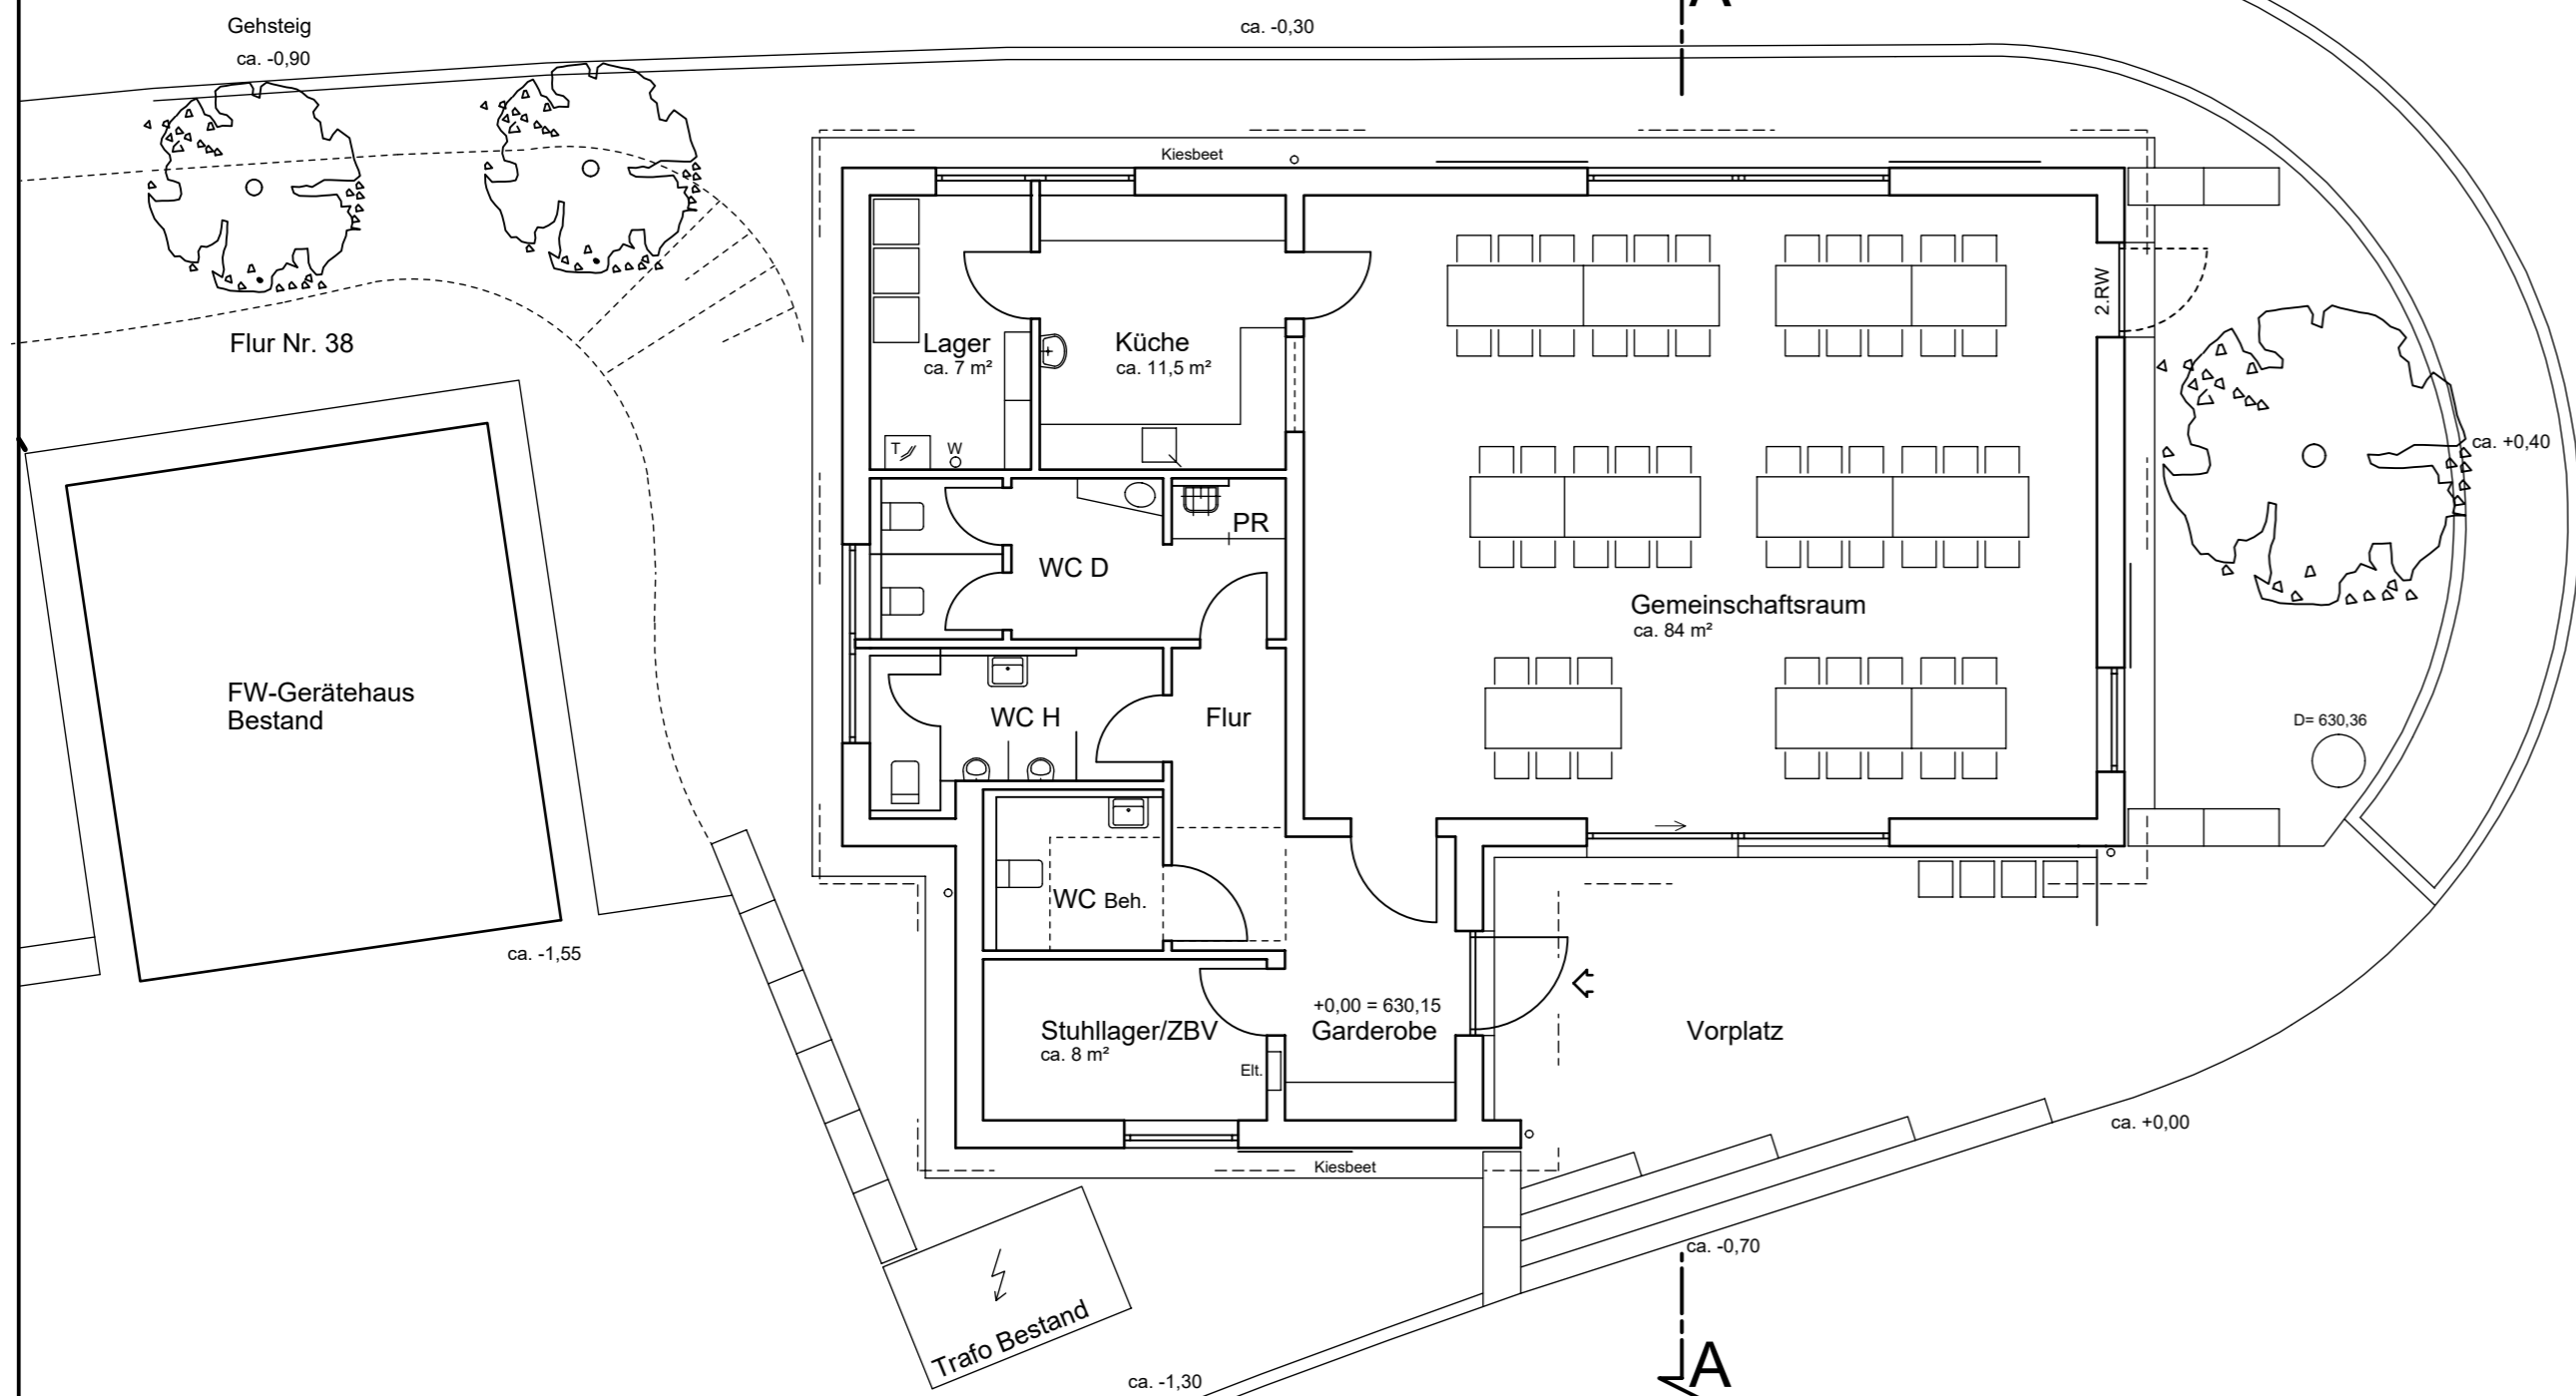 Gehsteig
ca. -0,90
ca. -0,30
A
Kiesbeet
2.RW
Flur Nr. 38
Lager
ca. 7 m²
Küche
ca. 11,5 m²
T
W
ca. +0,40
PR
WC D
Gemeinschaftsraum
ca. 84 m²
FW-Gerätehaus
Bestand
WC H
Flur
D= 630,36
WC Beh.
ca. -1,55
+0,00 = 630,15
Garderobe
Stuhllager/ZBV
ca. 8 m²
Elt.
Vorplatz
ca. +0,00
Kiesbeet
ca. -0,70
Trafo Bestand
ca. -1,30
A